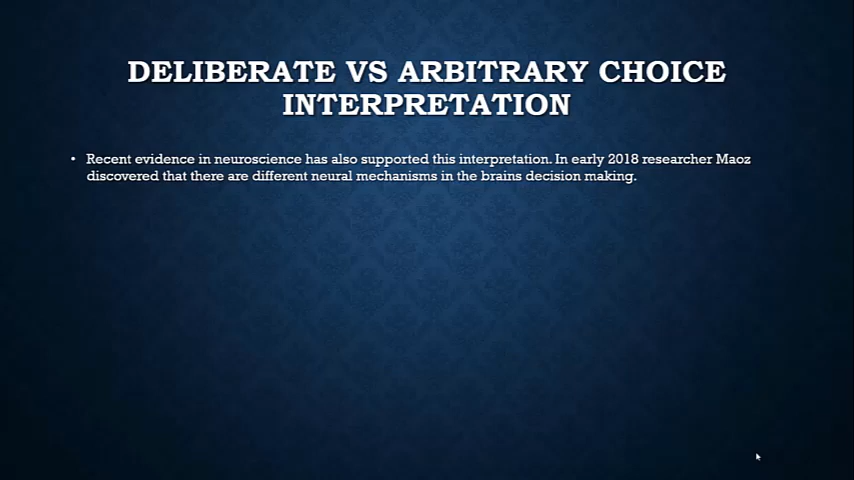 DELIBERATE VS ARBITRARY CHOICE
INTERPRETATION
• Recent evidence in neuroscience has also supported this interpretation. In early 2018 researcher Maoz
discovered that there are different neural mechanisms in the brains decision making.